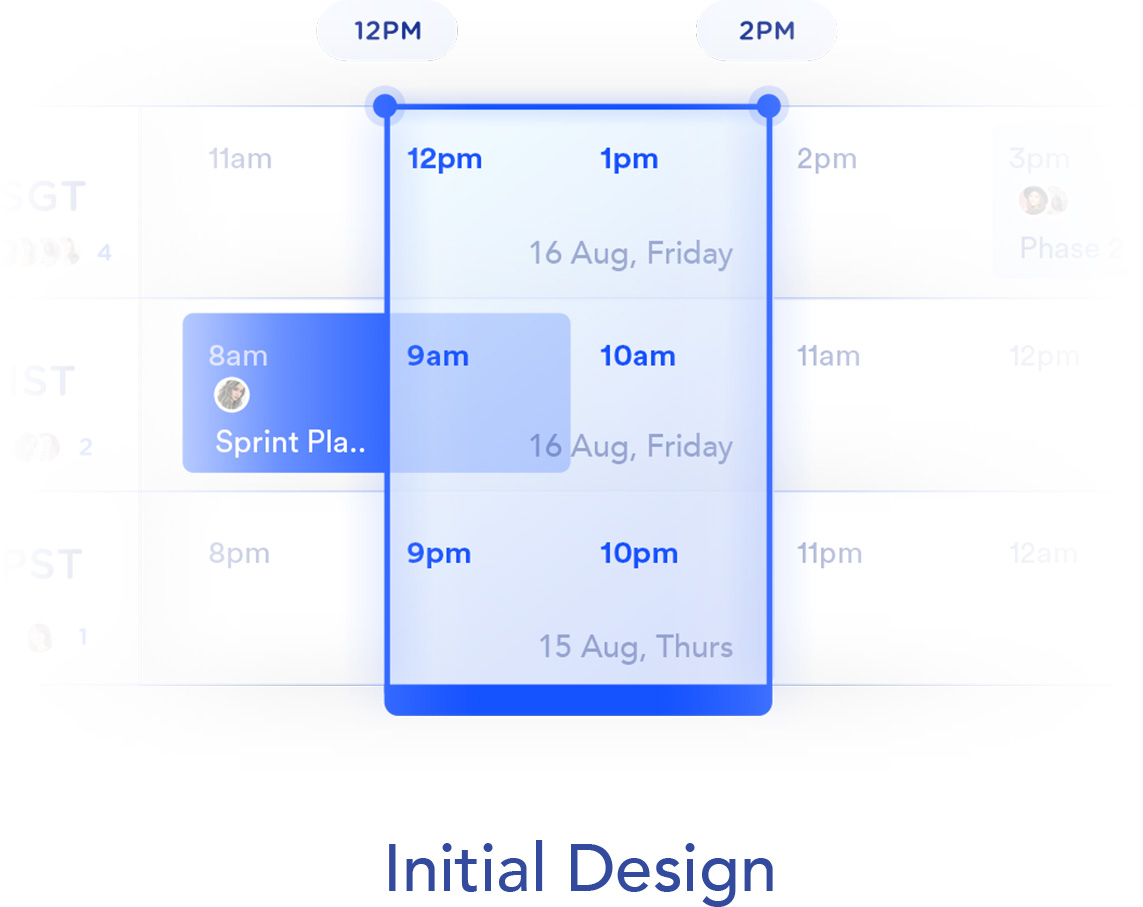 12PM 2PM
11am 12pm 1pm 2pm 3pm
SGT
4 16 Aug, Friday Phase 2
8am 9am 10am 11am 12pm
IST
2 Sprint Pla.. 16 Aug, Friday
8pm 9pm 10pm 11pm 12am
PST
1 15 Aug, Thurs
Initial Design